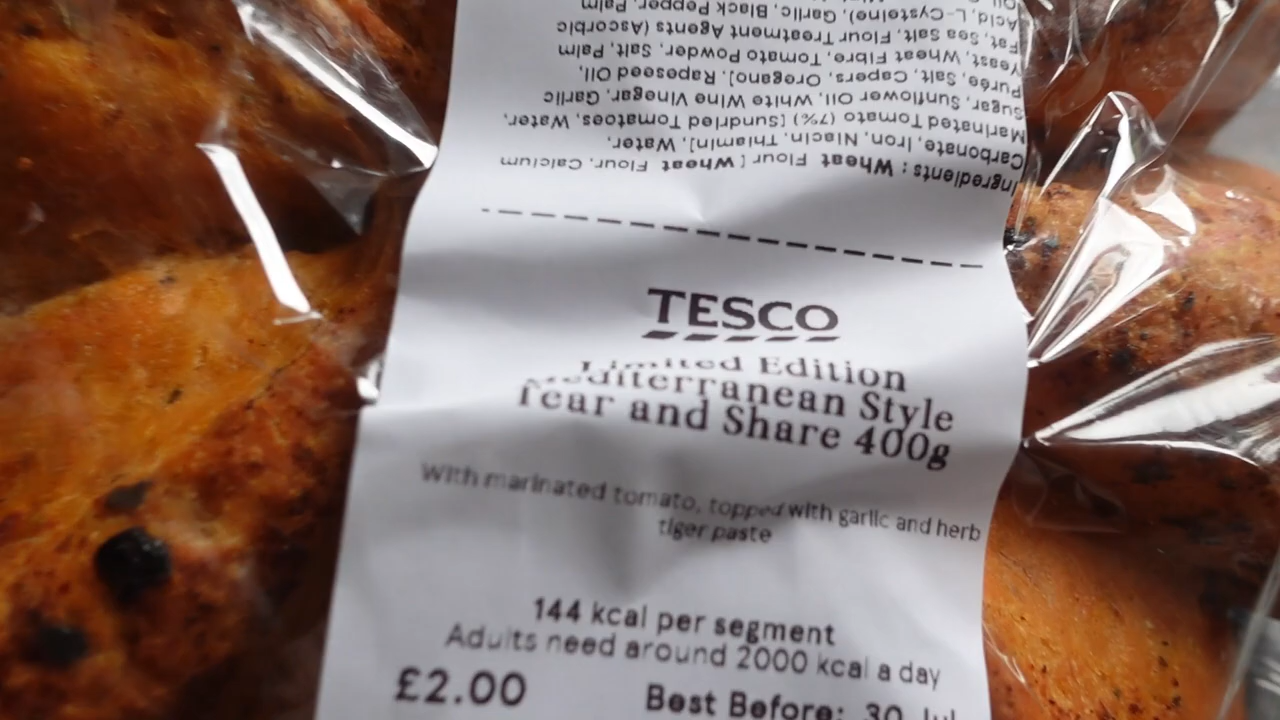 TESCO
Limited Edition
Mediterranean Style
Tear and Share 400g
With marinated tomato, topped with garlic and herb
tiger paste
144 kcal per segment
Adults need around 2000 kcal a day
£2.00 Best Before: 30 Jul
Ingredients: Wheat Flour [Wheat Flour, Calcium
Carbonate, Iron, Niacin, Thiamin], Water,
Marinated Tomato (7%) [Sundried Tomatoes, Water,
Sugar, Sunflower Oil, White Wine Vinegar, Garlic
Purée, Salt, Capers, Oregano], Rapeseed Oil,
Yeast, Wheat Fibre, Tomato Powder, Salt, Palm
Fat, Sea Salt, Flour Treatment Agents (Ascorbic
Acid, L-Cysteine), Garlic, Black Pepper, Palm